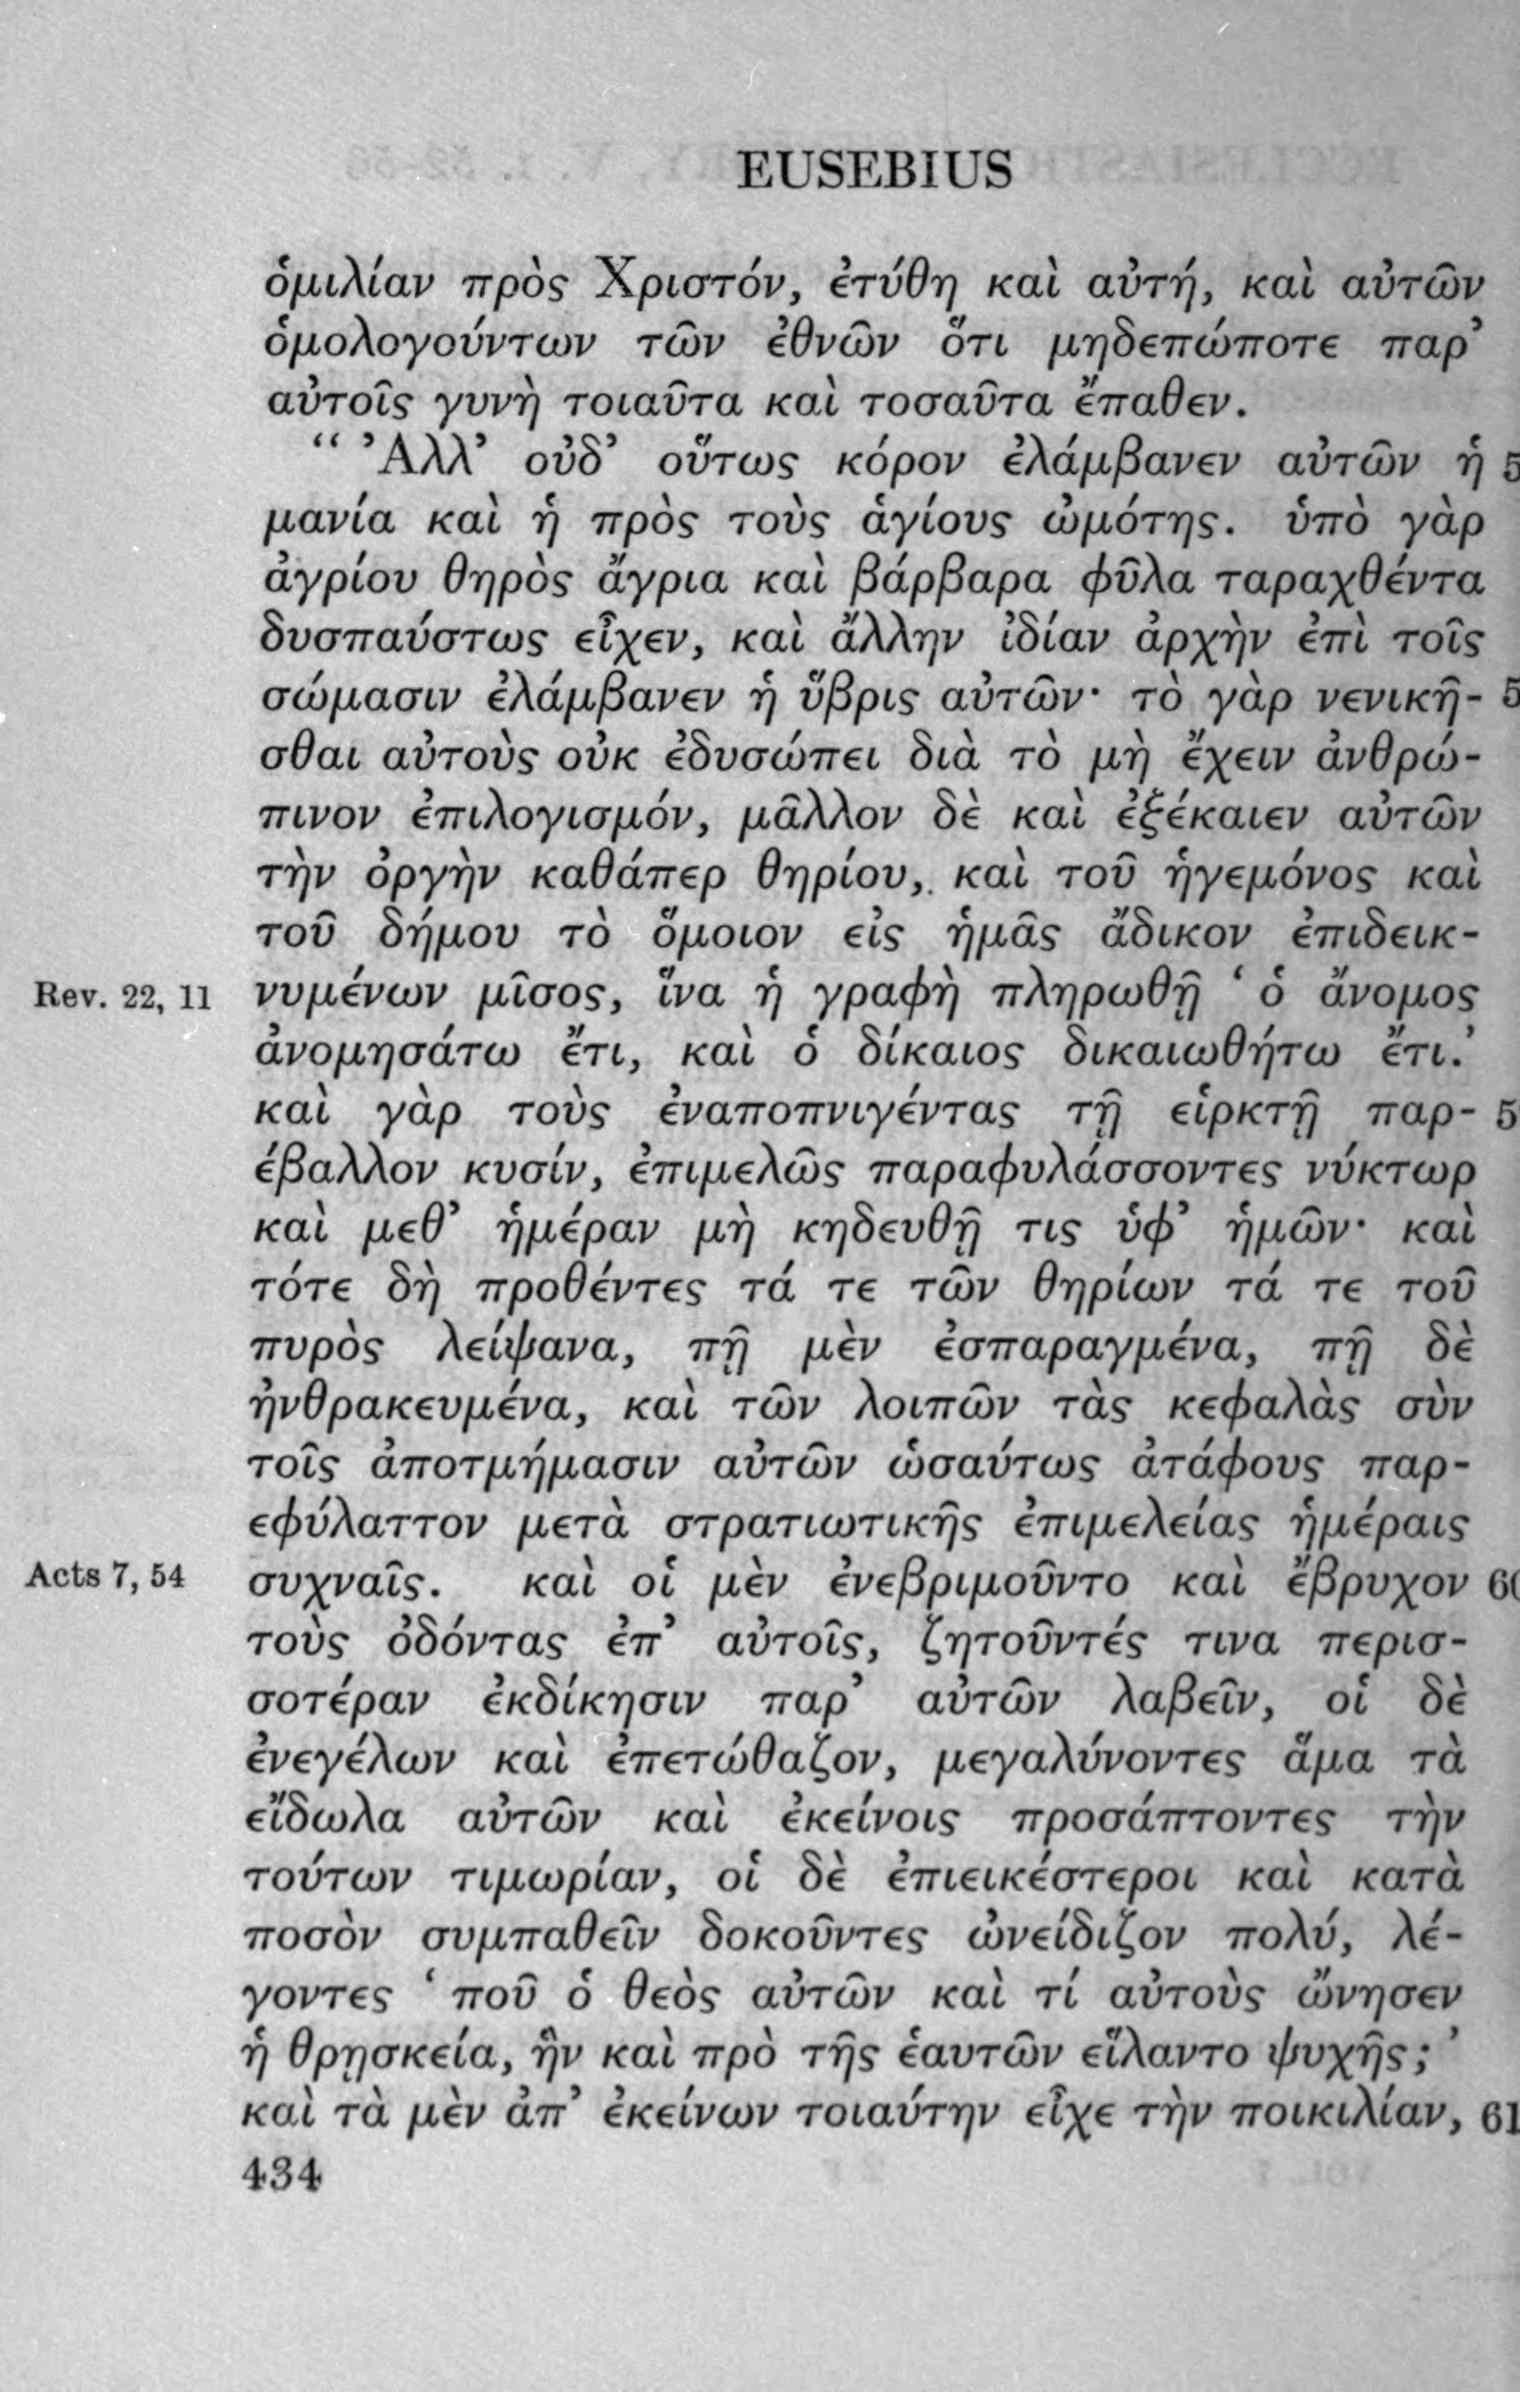 EUSEBIUS
ὁμιλίαν πρὸς Χριστόν, ἐτύθη καὶ αὐτή, καὶ αὐτῶν
ὁμολογούντων τῶν ἐθνῶν ὅτι μηδεπώποτε παρ’
αὐτοῖς γυνὴ τοιαῦτα καὶ τοσαῦτα ἔπαθεν.
“ Ἀλλ’ οὐδ’ οὕτως κόρον ἐλάμβανεν αὐτῶν ἡ 5
μανία καὶ ἡ πρὸς τοὺς ἁγίους ὠμότης. ὑπὸ γὰρ
ἀγρίου θηρὸς ἄγρια καὶ βάρβαρα φῦλα ταραχθέντα
δυσπαύστως εἶχεν, καὶ ἄλλην ἰδίαν ἀρχὴν ἐπὶ τοῖς
σώμασιν ἐλάμβανεν ἡ ὕβρις αὐτῶν· τὸ γὰρ νενικῆ- 5
σθαι αὐτοὺς οὐκ ἐδυσώπει διὰ τὸ μὴ ἔχειν ἀνθρώ-
πινον ἐπιλογισμόν, μᾶλλον δὲ καὶ ἐξέκαιεν αὐτῶν
τὴν ὀργὴν καθάπερ θηρίου, καὶ τοῦ ἡγεμόνος καὶ
τοῦ δήμου τὸ ὅμοιον εἰς ἡμᾶς ἄδικον ἐπιδεικ-
Rev. 22, 11 νυμένων μῖσος, ἵνα ἡ γραφὴ πληρωθῇ ‘ ὁ ἄνομος
ἀνομησάτω ἔτι, καὶ ὁ δίκαιος δικαιωθήτω ἔτι.’
καὶ γὰρ τοὺς ἐναποπνιγέντας τῇ εἱρκτῇ παρ- 5
έβαλλον κυσίν, ἐπιμελῶς παραφυλάσσοντες νύκτωρ
καὶ μεθ’ ἡμέραν μὴ κηδευθῇ τις ὑφ’ ἡμῶν· καὶ
τότε δὴ προθέντες τά τε τῶν θηρίων τά τε τοῦ
πυρὸς λείψανα, πῇ μὲν ἐσπαραγμένα, πῇ δὲ
ἠνθρακευμένα, καὶ τῶν λοιπῶν τὰς κεφαλὰς σὺν
τοῖς ἀποτμήμασιν αὐτῶν ὡσαύτως ἀτάφους παρ-
εφύλαττον μετὰ στρατιωτικῆς ἐπιμελείας ἡμέραις
Acts 7, 54 συχναῖς. καὶ οἱ μὲν ἐνεβριμοῦντο καὶ ἔβρυχον 60
τοὺς ὀδόντας ἐπ’ αὐτοῖς, ζητοῦντές τινα περισ-
σοτέραν ἐκδίκησιν παρ’ αὐτῶν λαβεῖν, οἱ δὲ
ἐνεγέλων καὶ ἐπετώθαζον, μεγαλύνοντες ἅμα τὰ
εἴδωλα αὐτῶν καὶ ἐκείνοις προσάπτοντες τὴν
τούτων τιμωρίαν, οἱ δὲ ἐπιεικέστεροι καὶ κατὰ
ποσὸν συμπαθεῖν δοκοῦντες ὠνείδιζον πολύ, λέ-
γοντες ‘ ποῦ ὁ θεὸς αὐτῶν καὶ τί αὐτοὺς ὤνησεν
ἡ θρῃσκεία, ἣν καὶ πρὸ τῆς ἑαυτῶν εἵλαντο ψυχῆς; ’
καὶ τὰ μὲν ἀπ’ ἐκείνων τοιαύτην εἶχε τὴν ποικιλίαν, 61
434